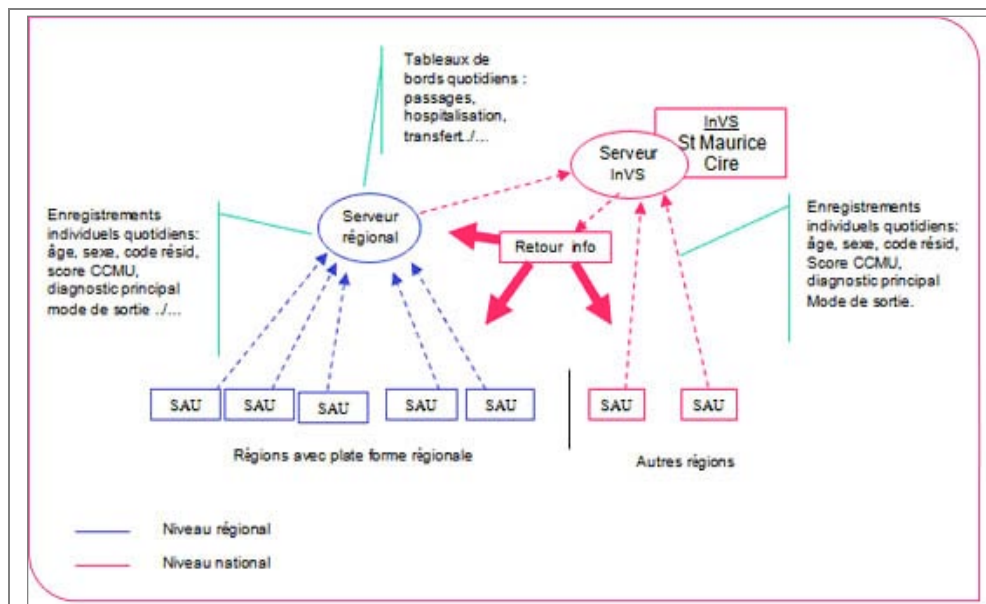 Tableaux de
bords quotidiens :
passages,
hospitalisation,
transfert../...
InVS
St Maurice
Cire
Serveur
InVS
Enregistrements
individuels quotidiens:
âge, sexe, code résid,
score CCMU,
diagnostic principal
mode de sortie ../...
Serveur
régional
Retour info
Enregistrements
individuels quotidiens:
âge, sexe, code résid,
Score CCMU,
diagnostic principal
Mode de sortie.
SAU
SAU
SAU
SAU
SAU
SAU
SAU
Régions avec plate forme régionale
Autres régions
Niveau régional
Niveau national